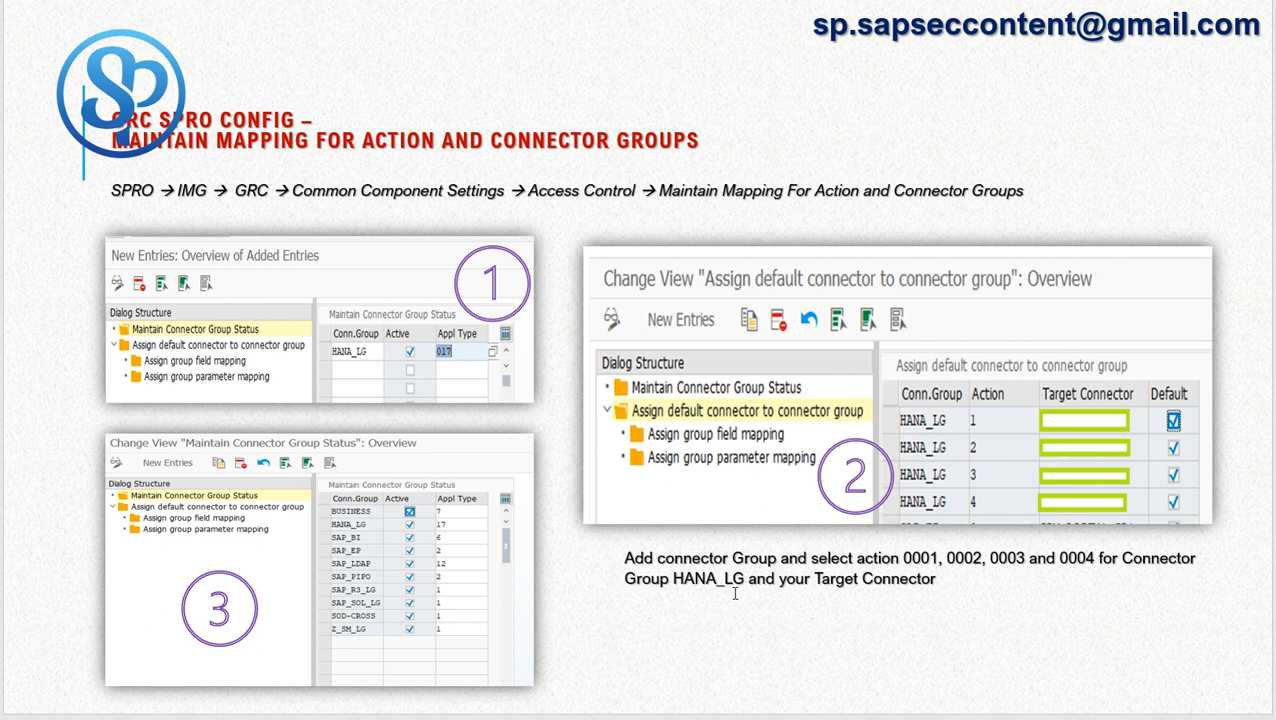 sp.sapseccontent@gmail.com
Sp
GRC SPRO CONFIG –
MAINTAIN MAPPING FOR ACTION AND CONNECTOR GROUPS
SPRO → IMG → GRC → Common Component Settings → Access Control → Maintain Mapping For Action and Connector Groups
New Entries: Overview of Added Entries
1
Dialog Structure
Maintain Connector Group Status
Assign default connector to connector group
Assign group field mapping
Assign group parameter mapping
Maintain Connector Group Status
Conn.Group Active Appl Type
HANA_LG 017
Change View "Assign default connector to connector group": Overview
New Entries
Dialog Structure
Maintain Connector Group Status
Assign default connector to connector group
Assign group field mapping
Assign group parameter mapping
2
Assign default connector to connector group
Conn.Group Action Target Connector Default
HANA_LG 1
HANA_LG 2
HANA_LG 3
HANA_LG 4
Change View "Maintain Connector Group Status": Overview
New Entries
Dialog Structure
Maintain Connector Group Status
Assign default connector to connector group
Assign group field mapping
Assign group parameter mapping
3
Maintain Connector Group Status
Conn.Group Active Appl Type
BUSINESS 7
HANA_LG 17
SAP_BI 6
SAP_EP 2
SAP_LDAP 12
SAP_PIPO 2
SAP_R3_LG 1
SAP_SOL_LG 1
SOD-CROSS 1
Z_SM_LG 1
Add connector Group and select action 0001, 0002, 0003 and 0004 for Connector
Group HANA_LG and your Target Connector